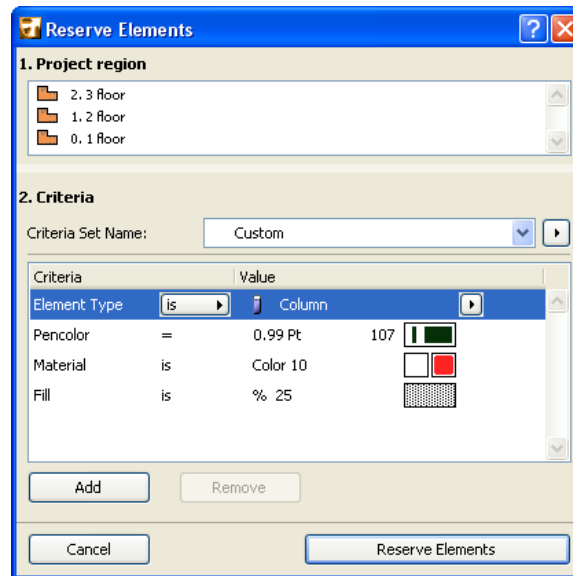 Reserve Elements
1. Project region
2. 3 floor
1. 2 floor
0. 1 floor
2. Criteria
Criteria Set Name: Custom
Criteria Value
Element Type is Column
Pencolor = 0.99 Pt 107
Material is Color 10
Fill is % 25
Add Remove
Cancel Reserve Elements